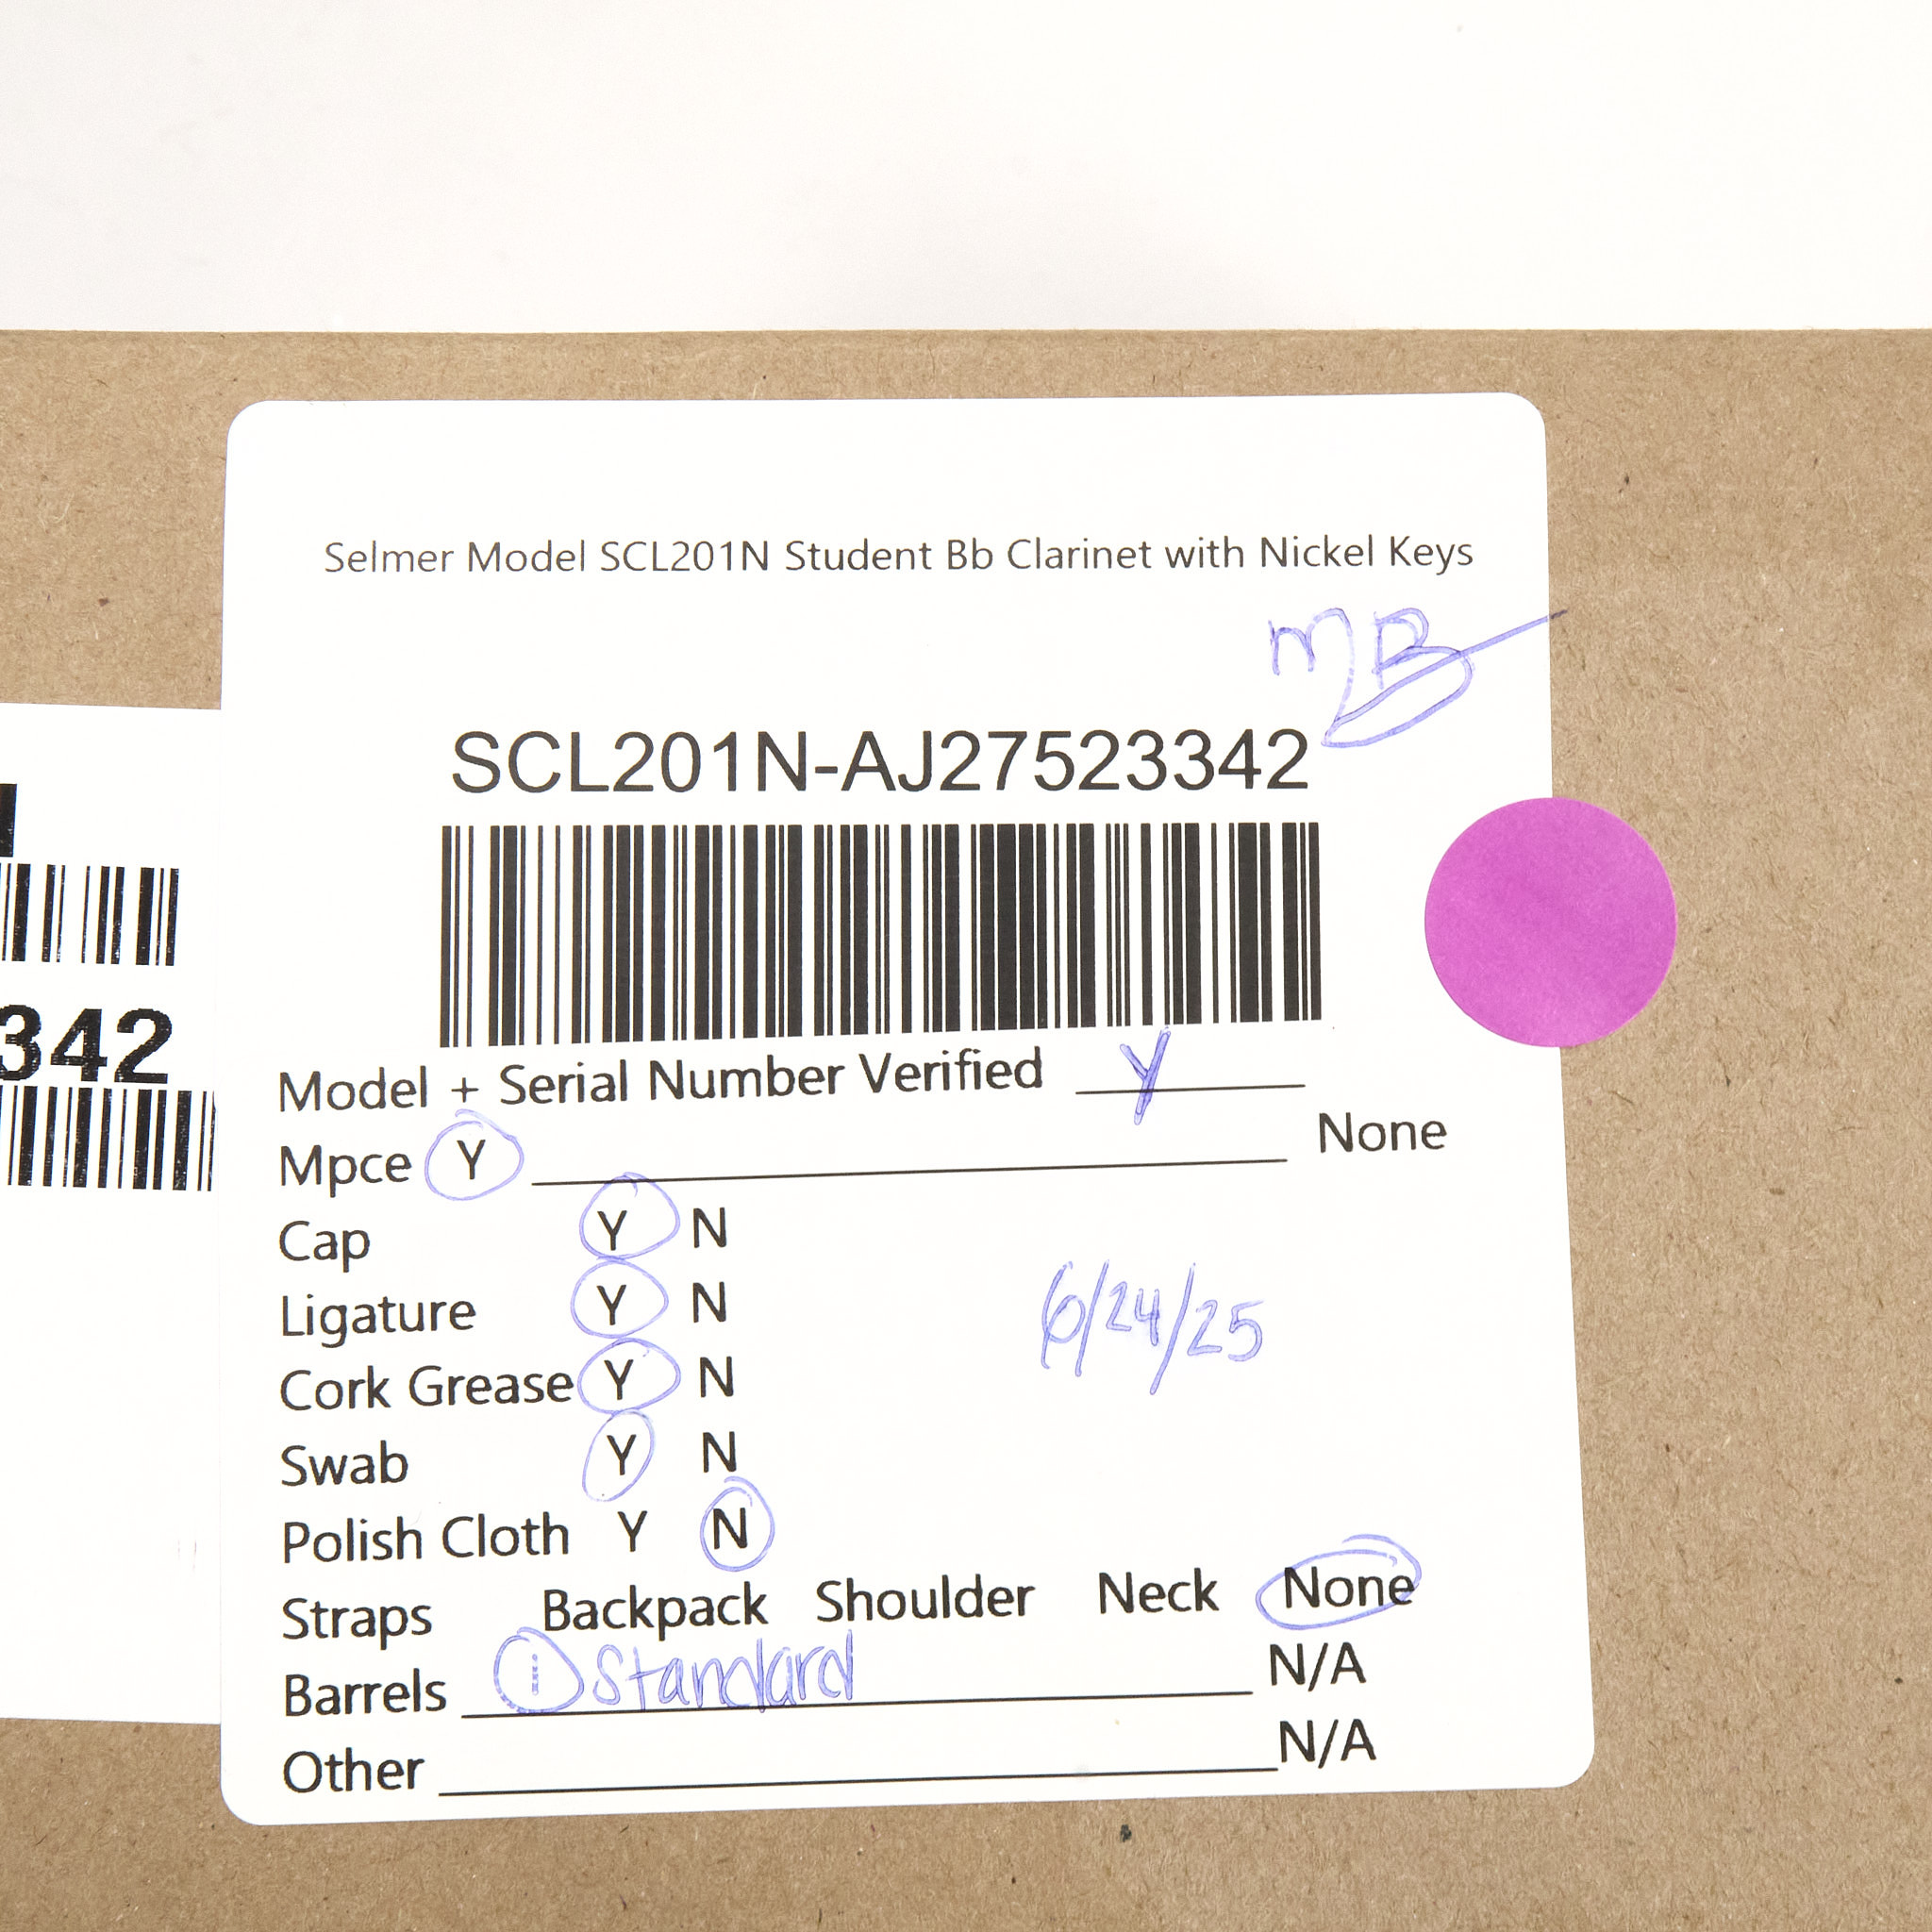 Selmer Model SCL201N Student Bb Clarinet with Nickel Keys
MB
SCL201N-AJ27523342
342
Model + Serial Number Verified Y
Mpce Y None
Cap Y N
Ligature Y N
6/24/25
Cork Grease Y N
Swab Y N
Polish Cloth Y N
Straps Backpack Shoulder Neck None
Barrels 1 Standard N/A
Other N/A